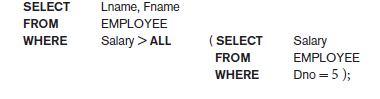 SELECT Lname, Fname
FROM EMPLOYEE
WHERE Salary > ALL ( SELECT Salary
FROM EMPLOYEE
WHERE Dno = 5 );